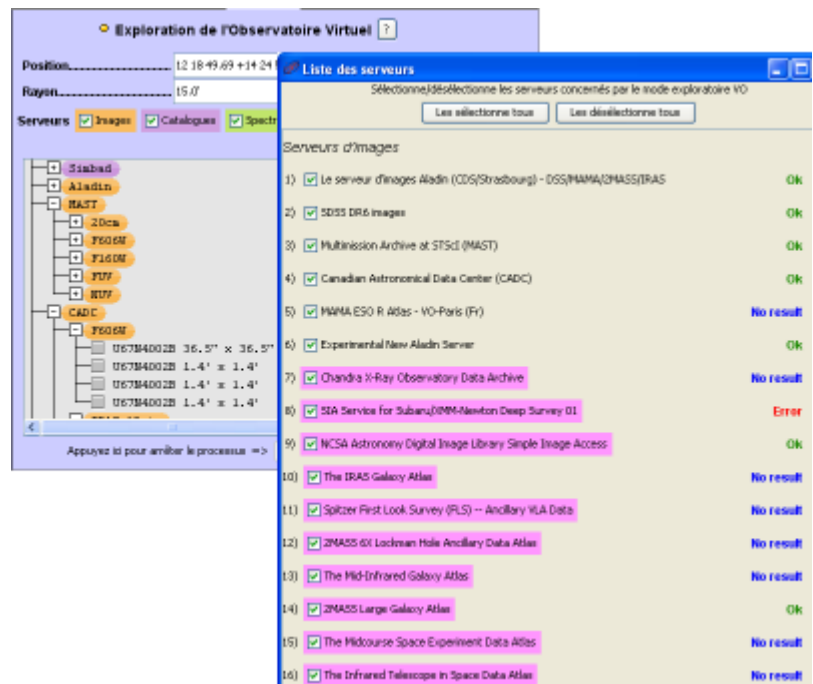 Exploration de l'Observatoire Virtuel ?
Position
12 18 49.69 +14 24
Rayon
15.0'
Serveurs Images Catalogues Spectr
Simbad
Aladin
MAST
20cm
F606W
F160W
FUV
NUV
CADC
F606W
U67N4002B 36.5" x 36.5"
U67N4002B 1.4' x 1.4'
U67N4002B 1.4' x 1.4'
U67N4002B 1.4' x 1.4'
Appuyez ici pour arrêter le processus =>
Liste des serveurs
Sélectionne/désélectionne les serveurs concernés par le mode exploratoire VO
Les sélectionne tous Les désélectionne tous
Serveurs d'images
1) Le serveur d'images Aladin (CDS/Strasbourg) - DSS/MAMA/2MASS/IRAS Ok
2) SDSS DR6 images Ok
3) Multimission Archive at STScI (MAST) Ok
4) Canadian Astronomical Data Center (CADC) Ok
5) MAMA ESO R Atlas - VO-Paris (Fr) No result
6) Experimental New Aladin Server Ok
7) Chandra X-Ray Observatory Data Archive No result
8) SIA Service for Subaru/XMM-Newton Deep Survey 01 Error
9) NCSA Astronomy Digital Image Library Simple Image Access Ok
10) The IRAS Galaxy Atlas No result
11) Spitzer First Look Survey (FLS) -- Ancillary VLA Data No result
12) 2MASS 6X Lockman Hole Ancillary Data Atlas No result
13) The Mid-Infrared Galaxy Atlas No result
14) 2MASS Large Galaxy Atlas Ok
15) The Midcourse Space Experiment Data Atlas No result
16) The Infrared Telescope in Space Data Atlas No result